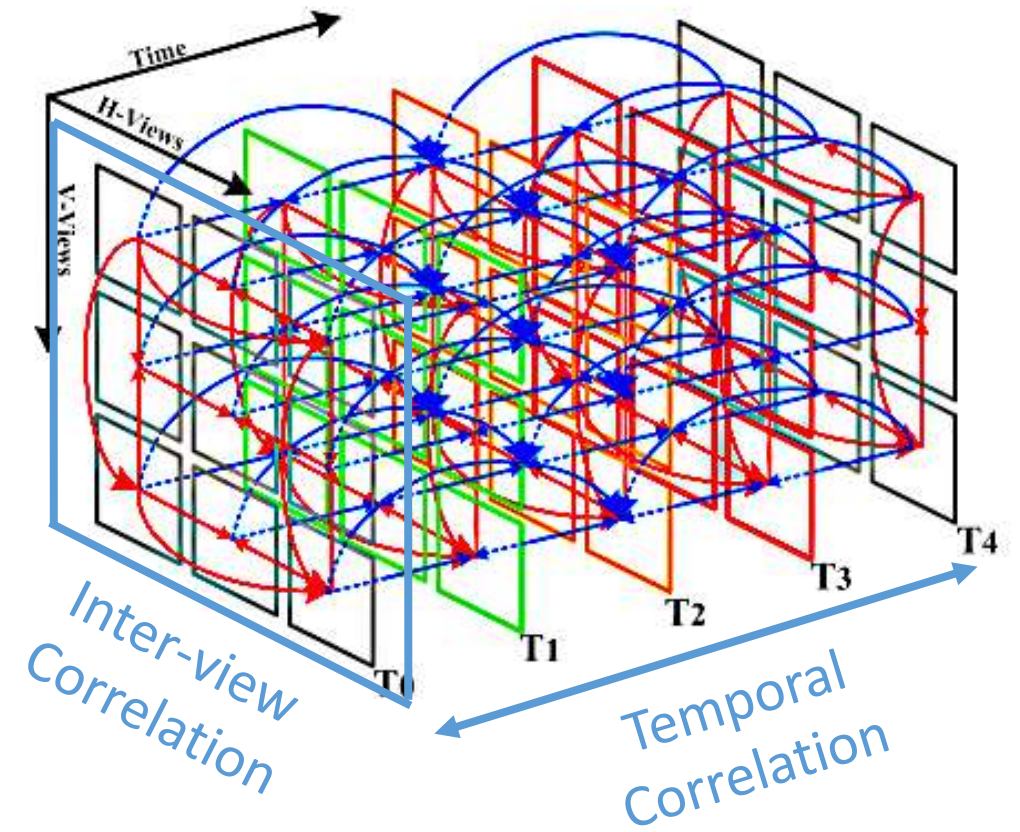 Time
H-Views
V-Views
T0
T1
T2
T3
T4
Inter-view
Correlation
Temporal
Correlation